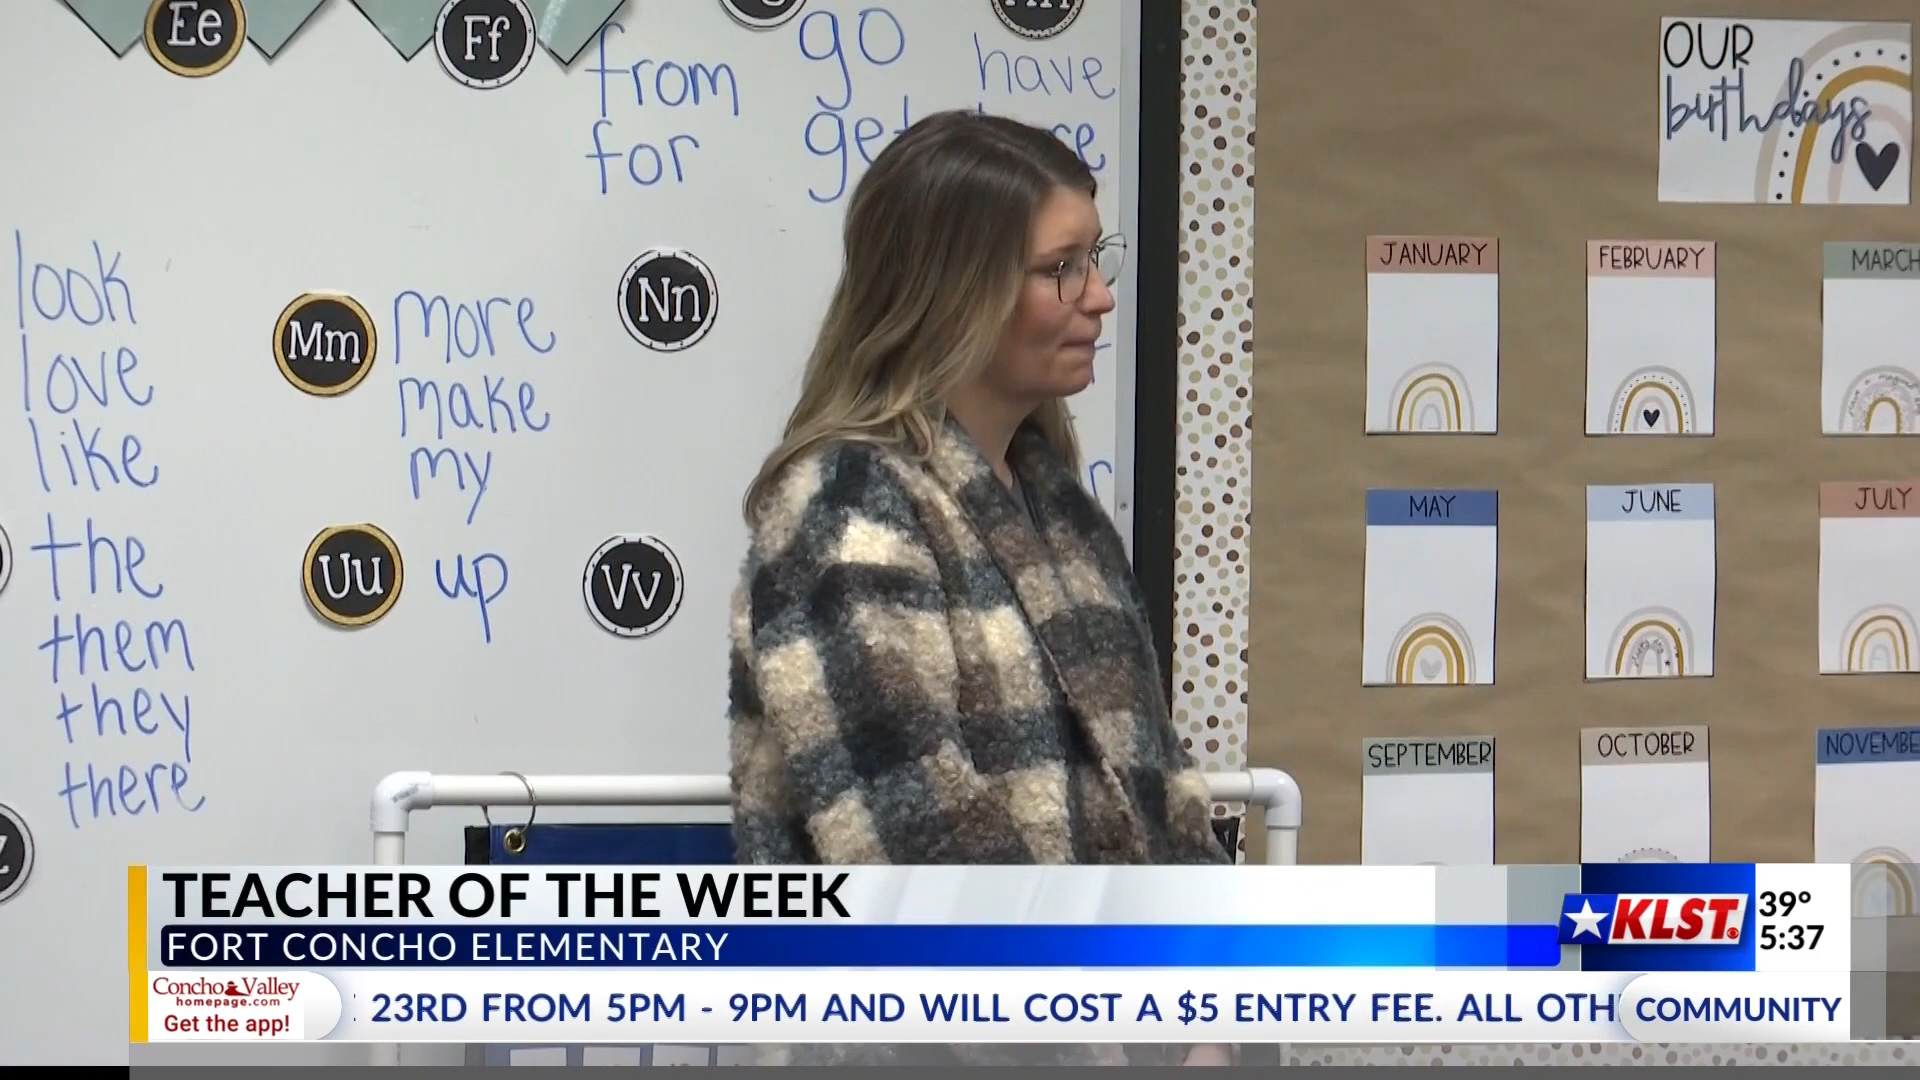 Ee
Ff
from
for
go
get
have
OUR
birthdays
look
love
like
Mm
more
make
my
Nn
JANUARY
FEBRUARY
MARCH
the
them
they
there
Uu
up
Vv
MAY
JUNE
JULY
SEPTEMBER
OCTOBER
NOVEMBE
TEACHER OF THE WEEK
FORT CONCHO ELEMENTARY
KLST
39°
5:37
Concho Valley
homepage.com
Get the app!
23RD FROM 5PM - 9PM AND WILL COST A $5 ENTRY FEE. ALL OTH
COMMUNITY